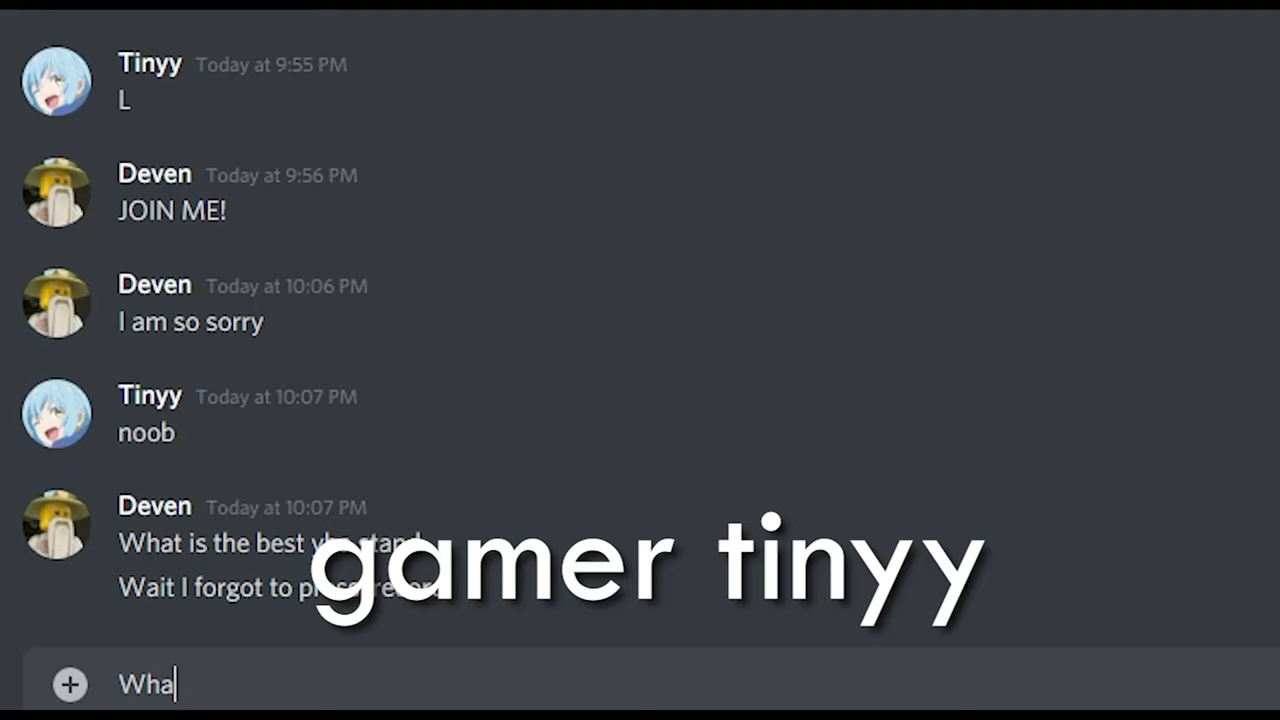 Tinyy Today at 9:55 PM
L
Deven Today at 9:56 PM
JOIN ME!
Deven Today at 10:06 PM
I am so sorry
Tinyy Today at 10:07 PM
noob
Deven Today at 10:07 PM
What is the best stand
Wait I forgot to
gamer tinyy
Wha